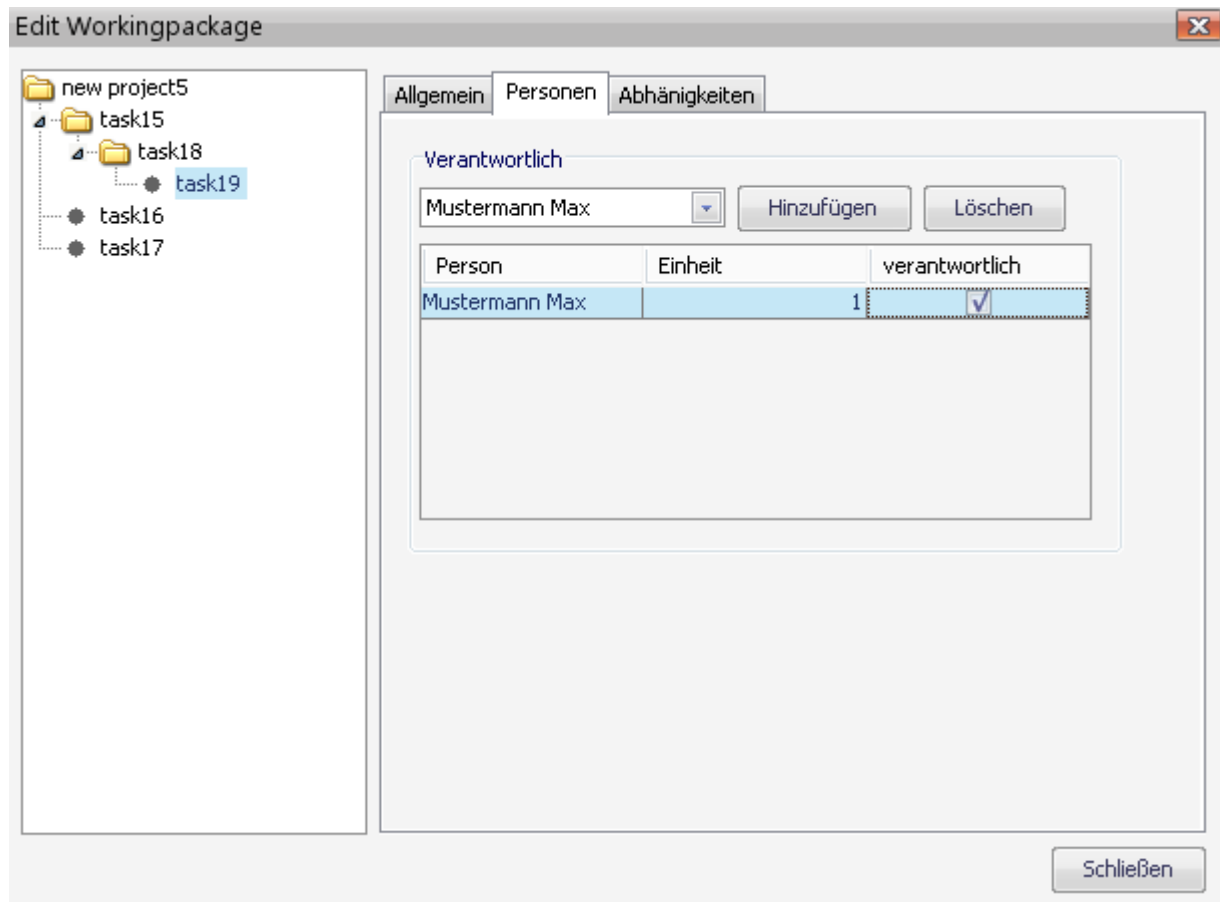 Edit Workingpackage
new project5
task15
task18
task19
task16
task17
Allgemein Personen Abhänigkeiten
Verantwortlich
Mustermann Max Hinzufügen Löschen
Person Einheit verantwortlich
Mustermann Max 1
Schließen